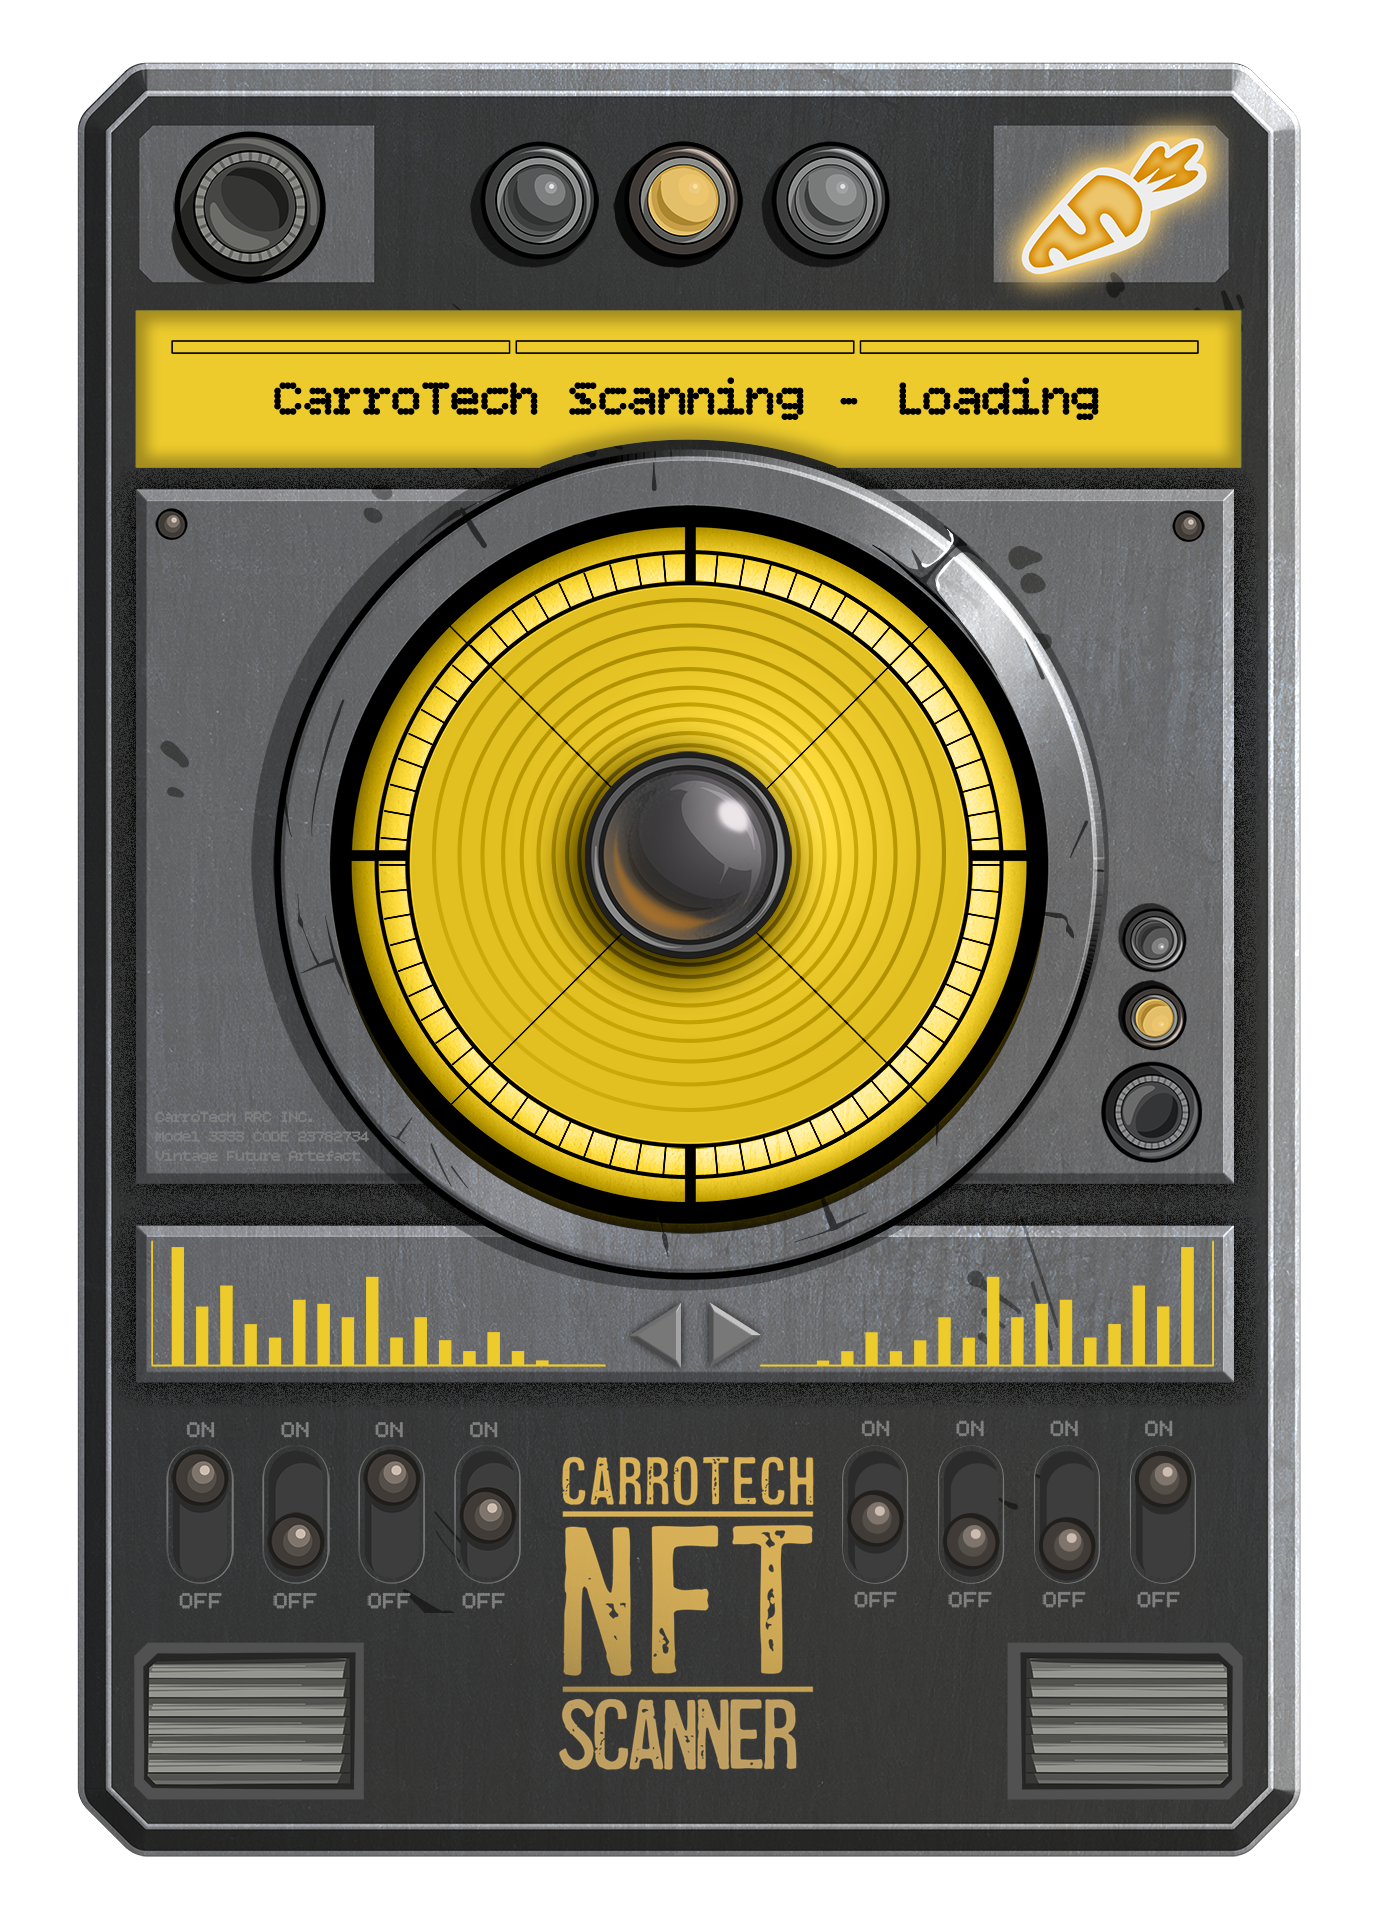 CarroTech Scanning - Loading
CarroTech RRC INC.
Model 3333 CODE 23762734
Vintage Future Artefact
ON ON ON ON ON ON ON ON
OFF OFF OFF OFF OFF OFF OFF OFF
CARROTECH
NFT
SCANNER